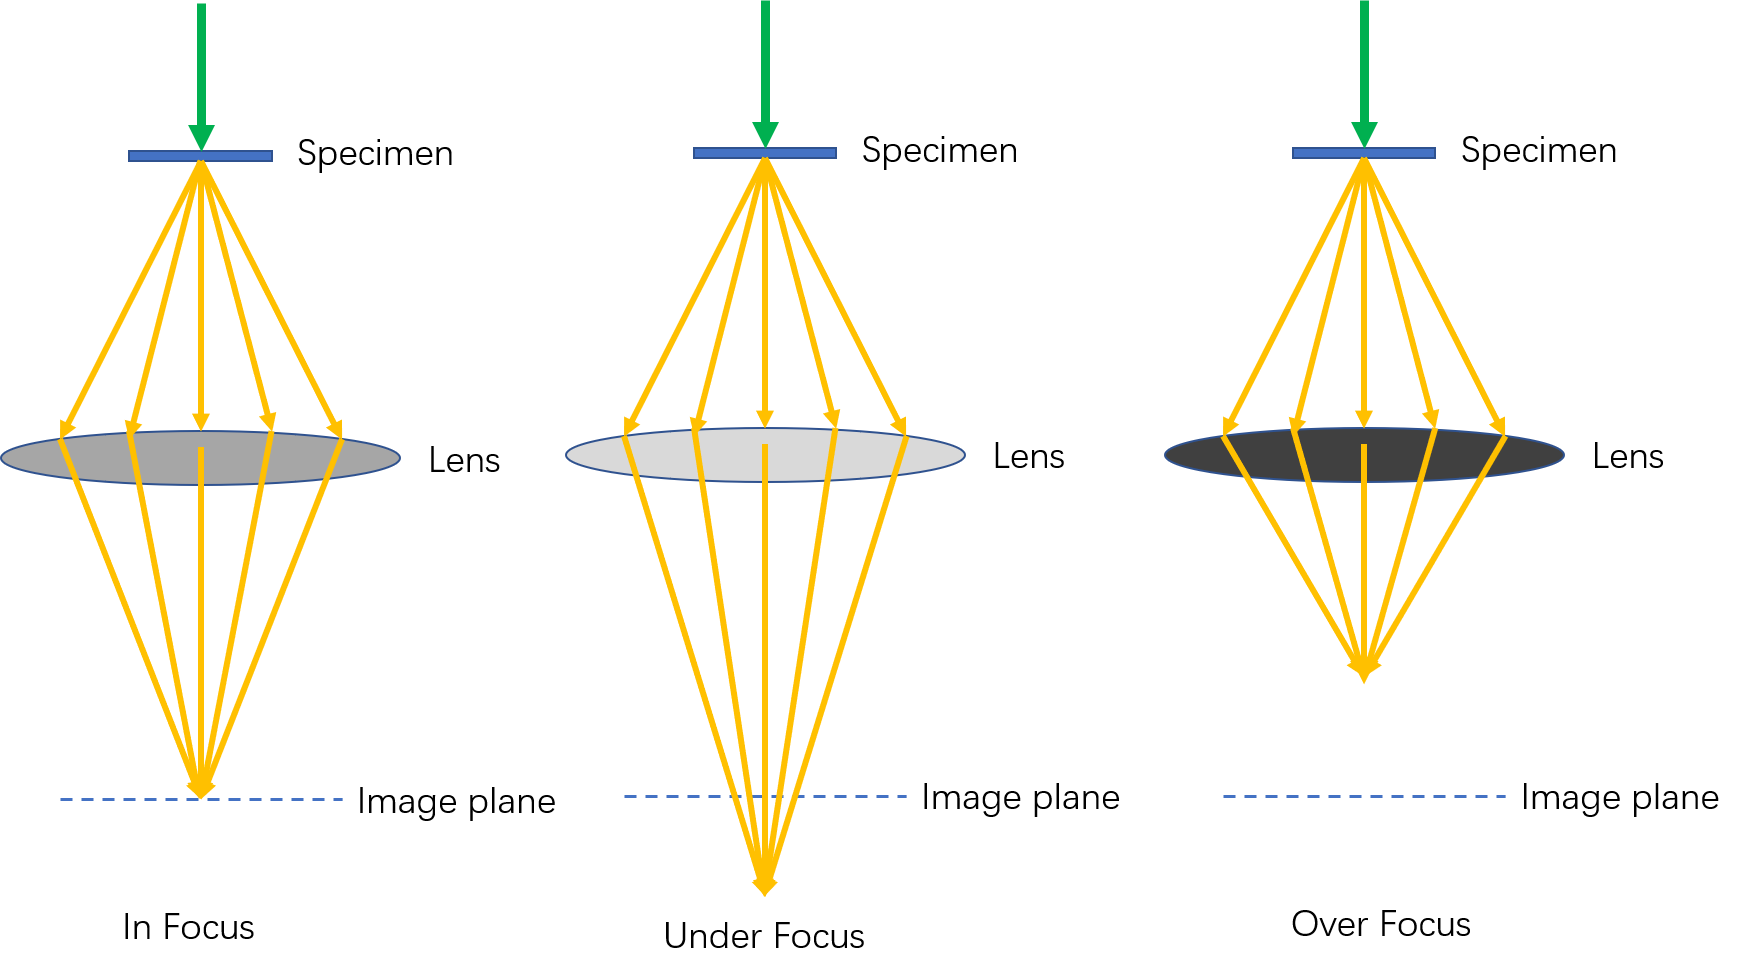 Specimen
Specimen
Specimen
Lens
Lens
Lens
Image plane
Image plane
Image plane
In Focus
Under Focus
Over Focus